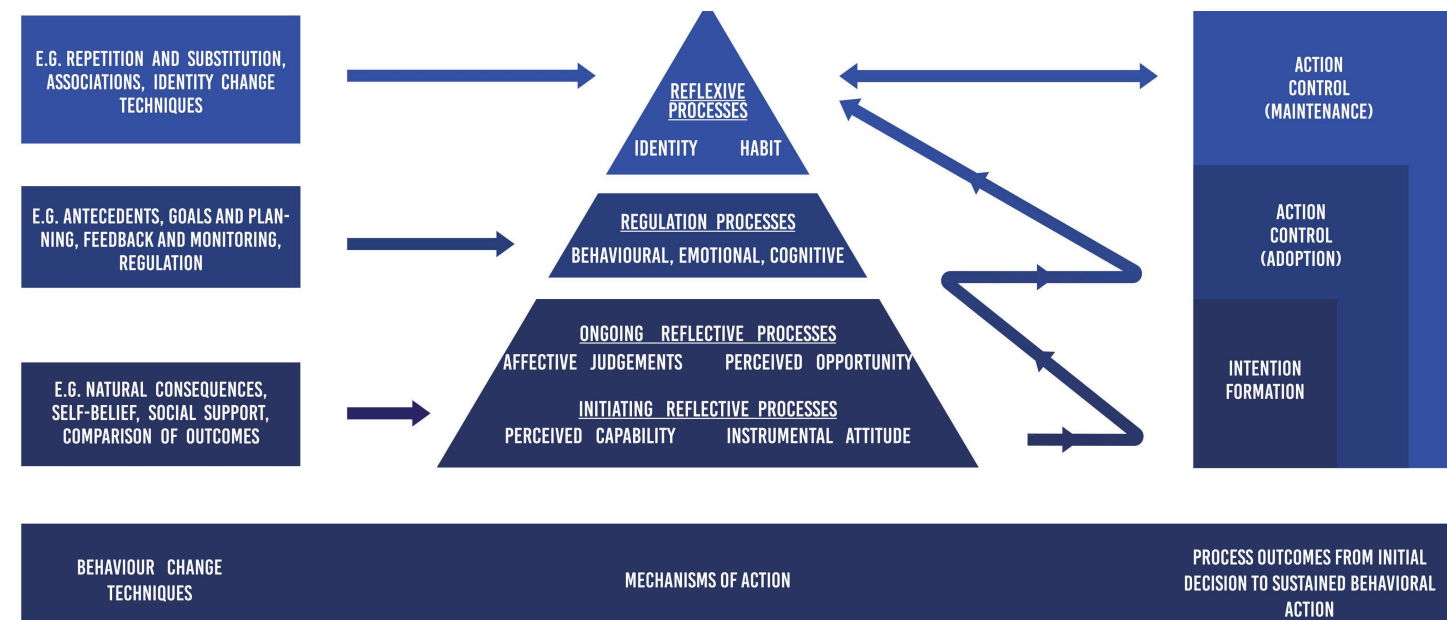 E.G. REPETITION AND SUBSTITUTION,
ASSOCIATIONS, IDENTITY CHANGE
TECHNIQUES
REFLEXIVE
PROCESSES
IDENTITY HABIT
ACTION
CONTROL
(MAINTENANCE)
E.G. ANTECEDENTS, GOALS AND PLAN-
NING, FEEDBACK AND MONITORING,
REGULATION
REGULATION PROCESSES
BEHAVIOURAL, EMOTIONAL, COGNITIVE
ACTION
CONTROL
(ADOPTION)
E.G. NATURAL CONSEQUENCES,
SELF-BELIEF, SOCIAL SUPPORT,
COMPARISON OF OUTCOMES
ONGOING REFLECTIVE PROCESSES
AFFECTIVE JUDGEMENTS PERCEIVED OPPORTUNITY
INITIATING REFLECTIVE PROCESSES
PERCEIVED CAPABILITY INSTRUMENTAL ATTITUDE
INTENTION
FORMATION
BEHAVIOUR CHANGE
TECHNIQUES
MECHANISMS OF ACTION
PROCESS OUTCOMES FROM INITIAL
DECISION TO SUSTAINED BEHAVIORAL
ACTION